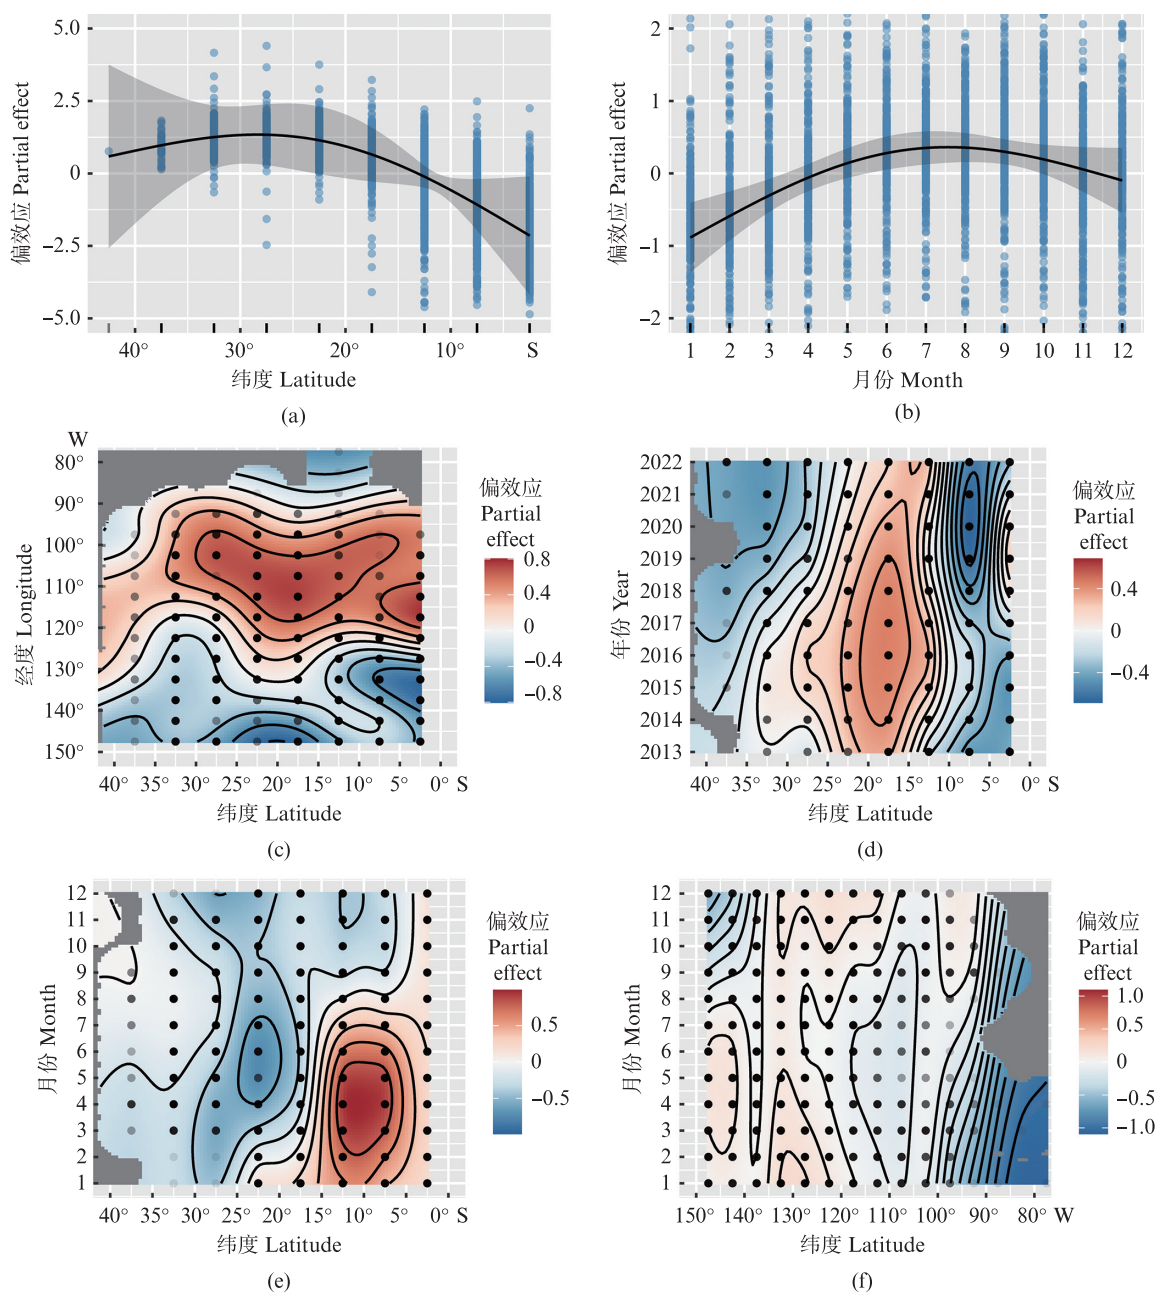 5.0
2.5
0
−2.5
−5.0
偏效应 Partial effect
40° 30° 20° 10° S
纬度 Latitude
(a)
2
1
0
−1
−2
偏效应 Partial effect
1 2 3 4 5 6 7 8 9 10 11 12
月份 Month
(b)
W
80°
90°
100°
110°
120°
130°
140°
150°
经度 Longitude
40° 35° 30° 25° 20° 15° 10° 5° 0° S
纬度 Latitude
偏效应
Partial
effect
0.8
0.4
0
−0.4
−0.8
(c)
2022
2021
2020
2019
2018
2017
2016
2015
2014
2013
年份 Year
40° 35° 30° 25° 20° 15° 10° 5° 0° S
纬度 Latitude
偏效应
Partial
effect
0.4
0
−0.4
(d)
12
11
10
9
8
7
6
5
4
3
2
1
月份 Month
40° 35° 30° 25° 20° 15° 10° 5° 0° S
纬度 Latitude
偏效应
Partial
effect
0.5
0
−0.5
(e)
12
11
10
9
8
7
6
5
4
3
2
1
月份 Month
150° 140° 130° 120° 110° 100° 90° 80° W
纬度 Latitude
偏效应
Partial
effect
1.0
0.5
0
−0.5
−1.0
(f)